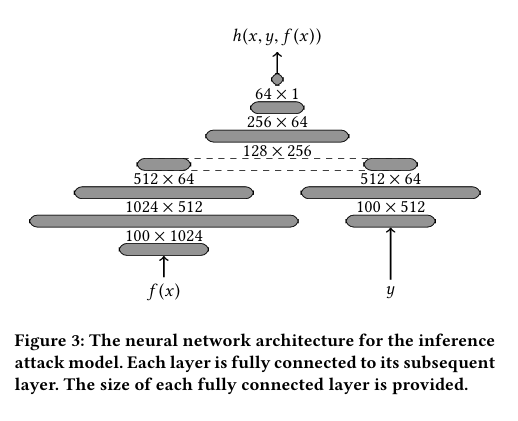 h(x, y, f(x))
64 × 1
256 × 64
128 × 256
512 × 64 512 × 64
1024 × 512 100 × 512
100 × 1024
f(x) y
Figure 3: The neural network architecture for the inference
attack model. Each layer is fully connected to its subsequent
layer. The size of each fully connected layer is provided.